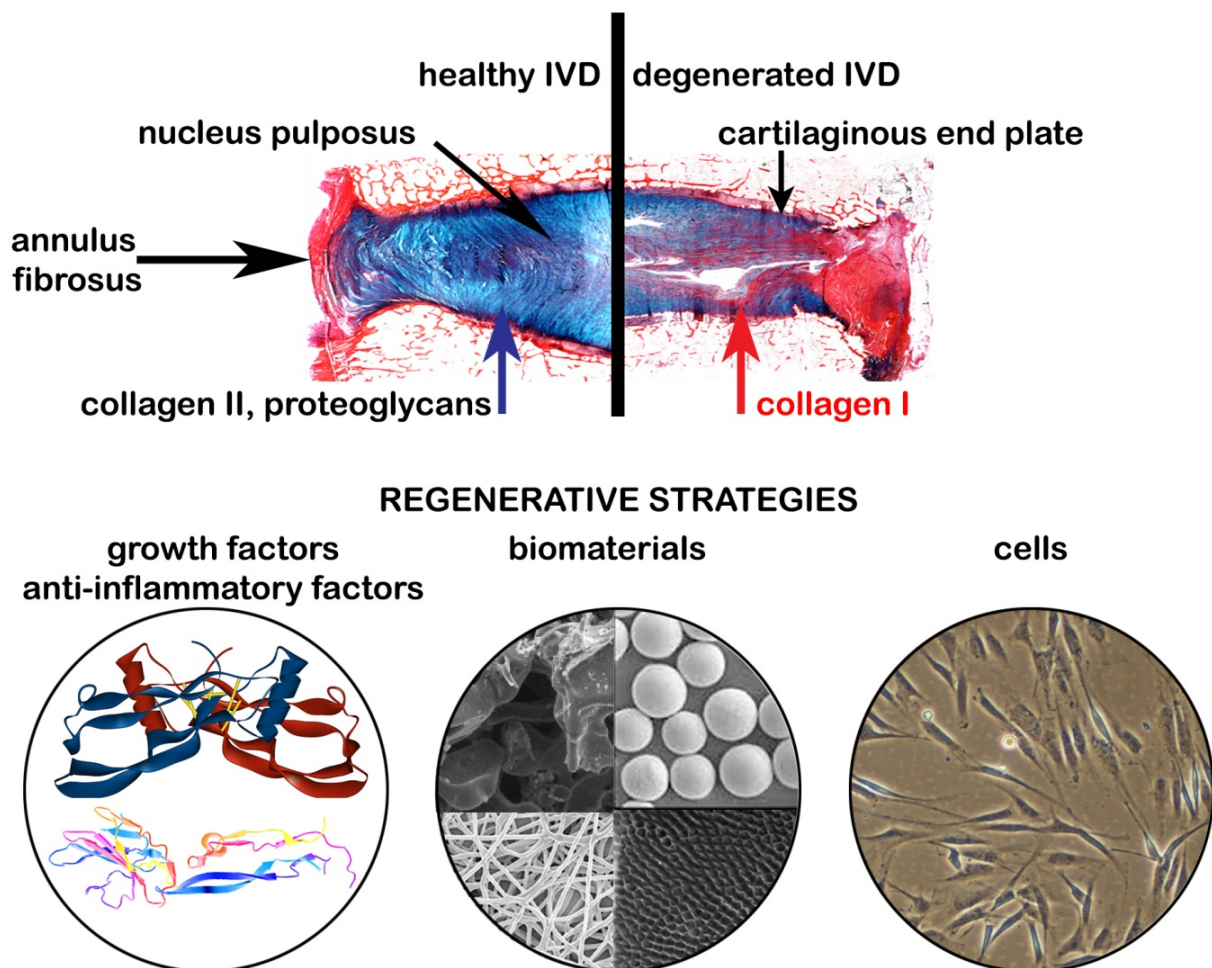 healthy IVD
degenerated IVD
nucleus pulposus
cartilaginous end plate
annulus
fibrosus
collagen II, proteoglycans
collagen I
REGENERATIVE STRATEGIES
growth factors
anti-inflammatory factors
biomaterials
cells